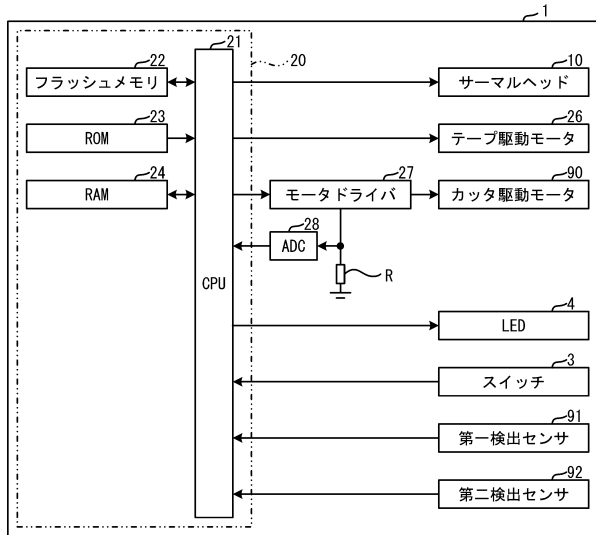 1
21
20
22
フラッシュメモリ
10
サーマルヘッド
23
ROM
26
テープ駆動モータ
24
RAM
27
モータドライバ
90
カッタ駆動モータ
28
ADC
CPU
R
4
LED
3
スイッチ
91
第一検出センサ
92
第二検出センサ